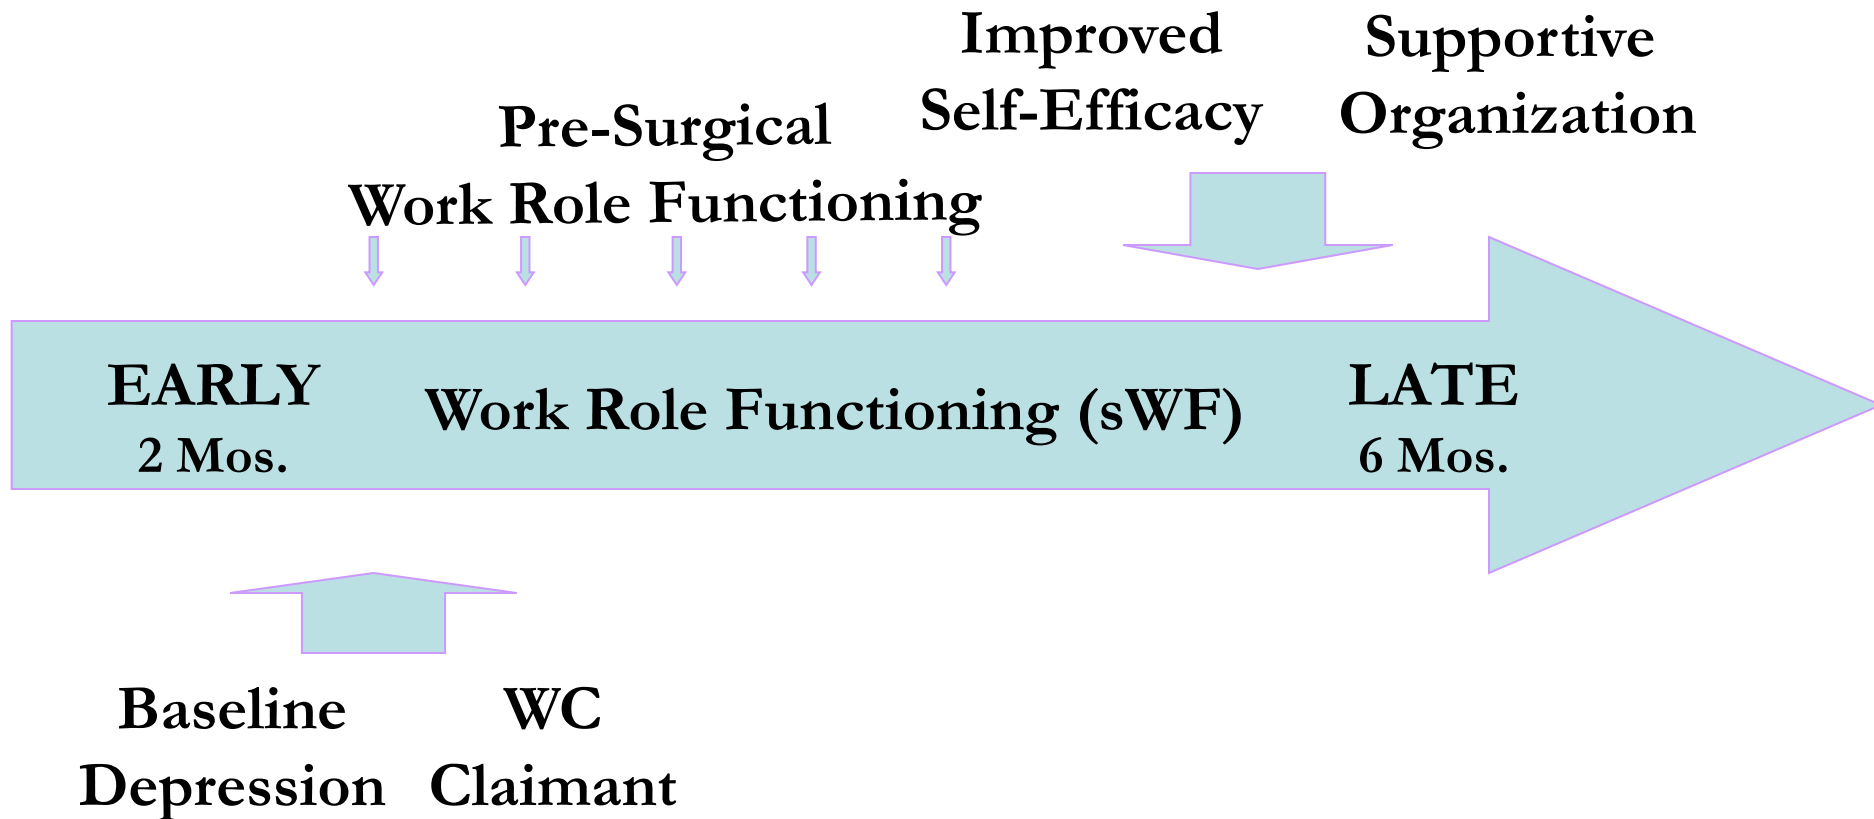 Improved
Self-Efficacy
Supportive
Organization
Pre-Surgical
Work Role Functioning
EARLY
2 Mos.
Work Role Functioning (sWF)
LATE
6 Mos.
Baseline
Depression
WC
Claimant